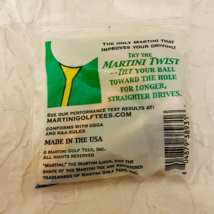 THE ONLY MARTINI THAT
IMPROVES YOUR DRIVING!
TRY THE
MARTINI TWIST
--TILT YOUR BALL
TOWARD THE HOLE
FOR LONGER,
STRAIGHTER DRIVES.
SEE OUR PERFORMANCE TEST RESULTS AT:
MARTINIGOLFTEES.COM
CONFORMS WITH USGA
AND R&A RULES
MADE IN THE USA
© MARTINI GOLF TEES, INC.
ALL RIGHTS RESERVED
"MARTINI," THE MARTINI LOGO, AND THE
SHAPE OF THE MARTINI TEE ARE REGISTERED
TRADEMARKS OF MARTINI GOLF TEES, INC.